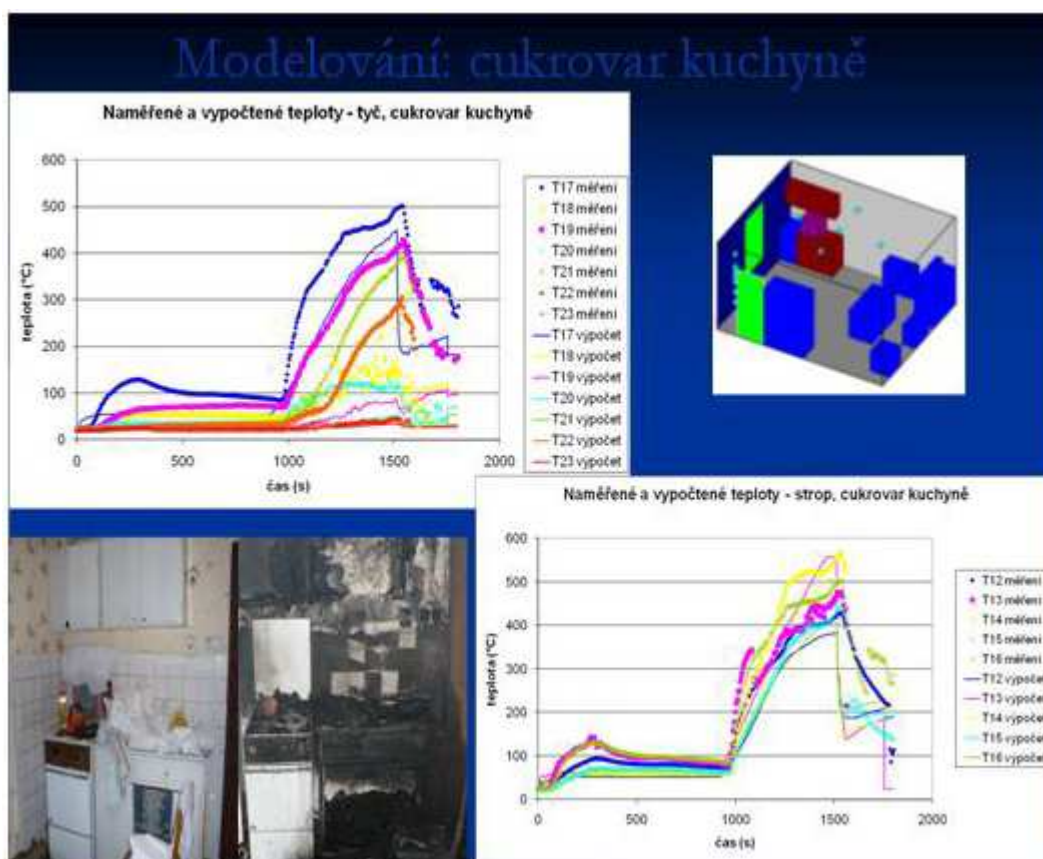 Modelování: cukrovar kuchyně
Naměřené a vypočtené teploty - tyč, cukrovar kuchyně
600
500
400
300
200
100
0
teplota (°C)
0 500 1000 1500 2000
čas (s)
T17 měření
T18 měření
T19 měření
T20 měření
T21 měření
T22 měření
T23 měření
T17 výpočet
T18 výpočet
T19 výpočet
T20 výpočet
T21 výpočet
T22 výpočet
T23 výpočet
Naměřené a vypočtené teploty - strop, cukrovar kuchyně
600
500
400
300
200
100
0
teplota (°C)
0 500 1000 1500 2000
čas (s)
T12 měření
T13 měření
T14 měření
T15 měření
T16 měření
T12 výpočet
T13 výpočet
T14 výpočet
T15 výpočet
T16 výpočet